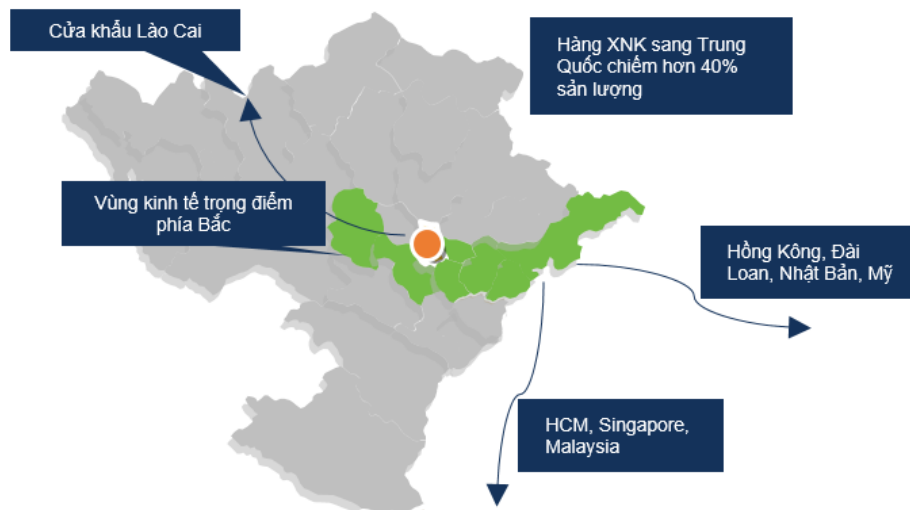 Cửa khẩu Lào Cai
Hàng XNK sang Trung
Quốc chiếm hơn 40%
sản lượng
Vùng kinh tế trọng điểm
phía Bắc
Hồng Kông, Đài
Loan, Nhật Bản, Mỹ
HCM, Singapore,
Malaysia